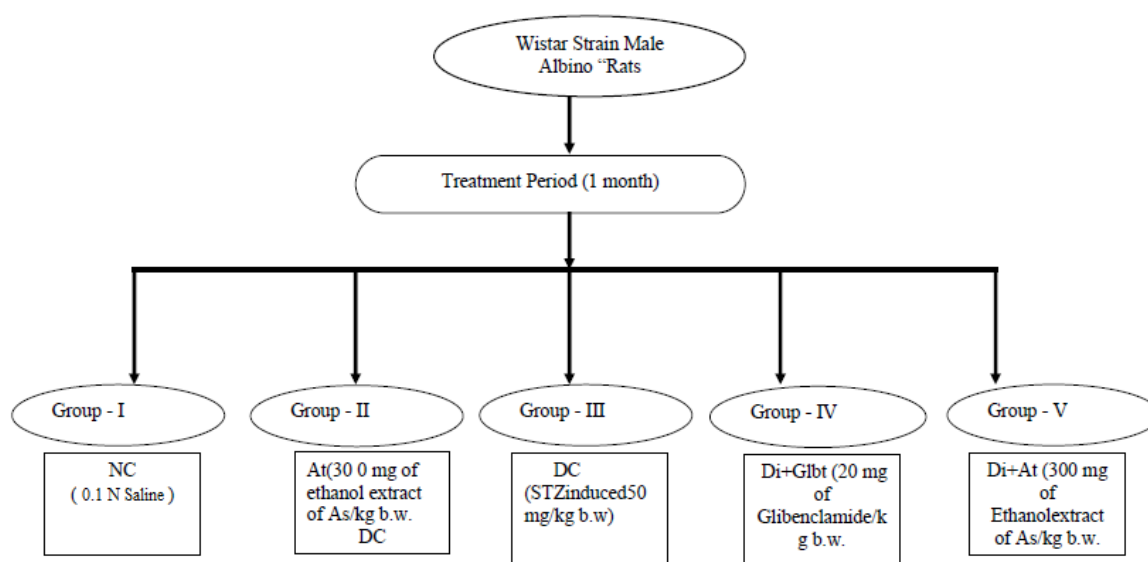 Wistar Strain Male
Albino “Rats
Treatment Period (1 month)
Group - I
Group - II
Group - III
Group - IV
Group - V
NC
( 0.1 N Saline )
At(30 0 mg of
ethanol extract
of As/kg b.w.
DC
DC
(STZinduced50
mg/kg b.w)
Di+Glbt (20 mg
of
Glibenclamide/k
g b.w.
Di+At (300 mg
of
Ethanolextract
of As/kg b.w.